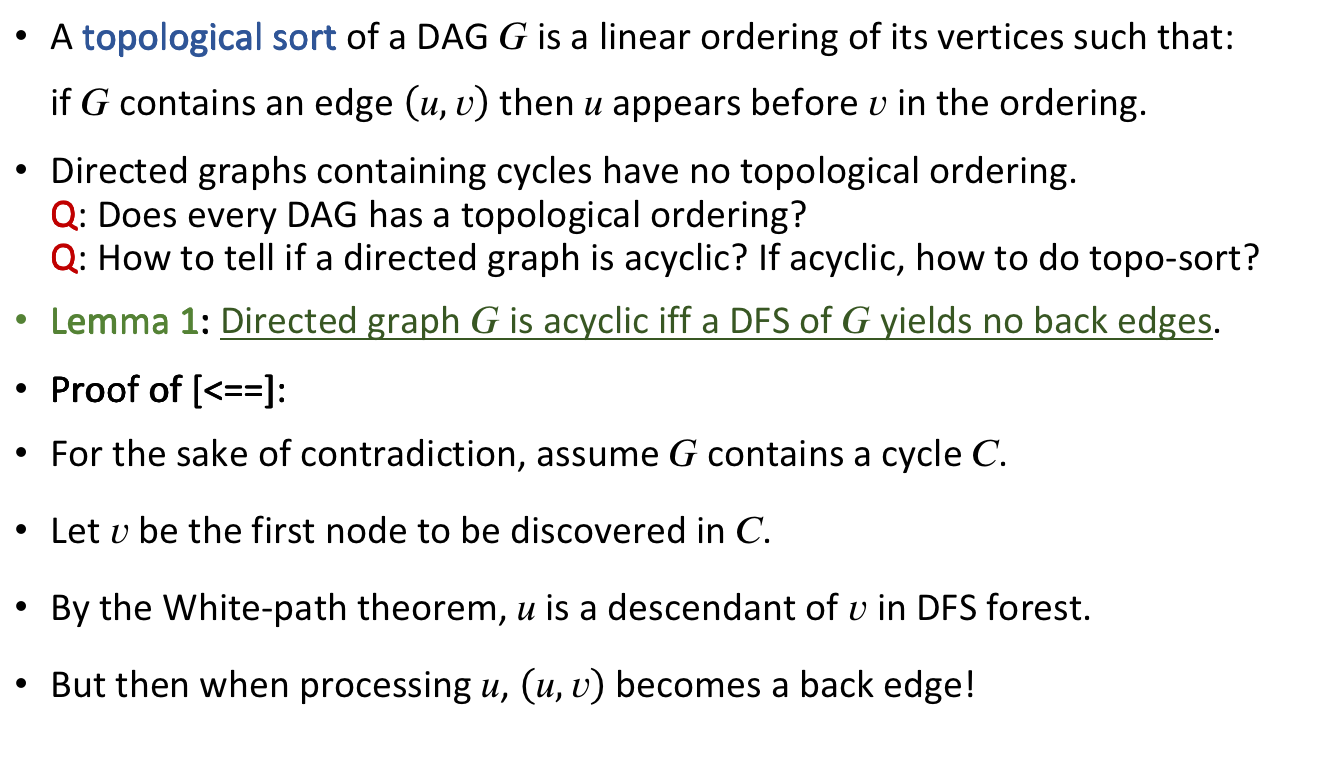 • A topological sort of a DAG G is a linear ordering of its vertices such that:
if G contains an edge (u, v) then u appears before v in the ordering.
• Directed graphs containing cycles have no topological ordering.
Q: Does every DAG has a topological ordering?
Q: How to tell if a directed graph is acyclic? If acyclic, how to do topo-sort?
• Lemma 1: Directed graph G is acyclic iff a DFS of G yields no back edges.
• Proof of [<==]:
• For the sake of contradiction, assume G contains a cycle C.
• Let v be the first node to be discovered in C.
• By the White-path theorem, u is a descendant of v in DFS forest.
• But then when processing u, (u, v) becomes a back edge!